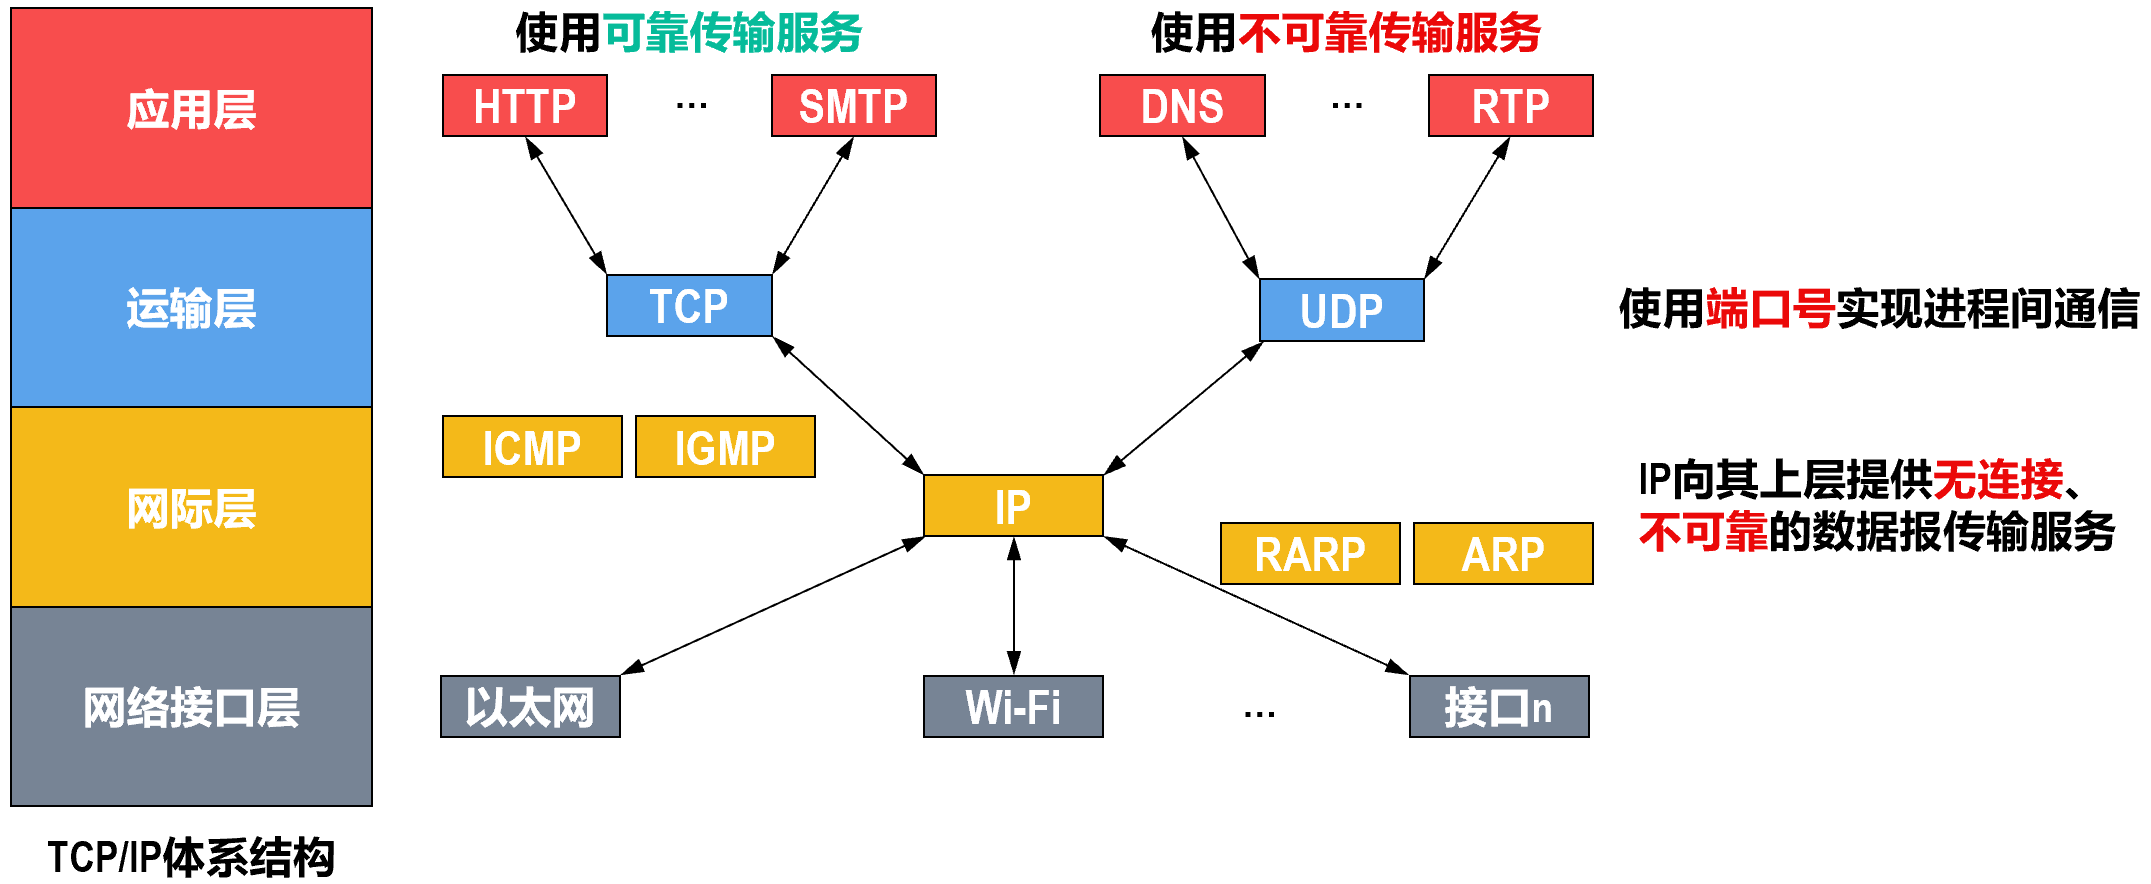 使用可靠传输服务
使用不可靠传输服务
应用层
HTTP
...
SMTP
DNS
...
RTP
运输层
TCP
UDP
使用端口号实现进程间通信
网际层
ICMP
IGMP
IP
RARP
ARP
IP向其上层提供无连接、
不可靠的数据报传输服务
网络接口层
以太网
Wi-Fi
...
接口n
TCP/IP体系结构